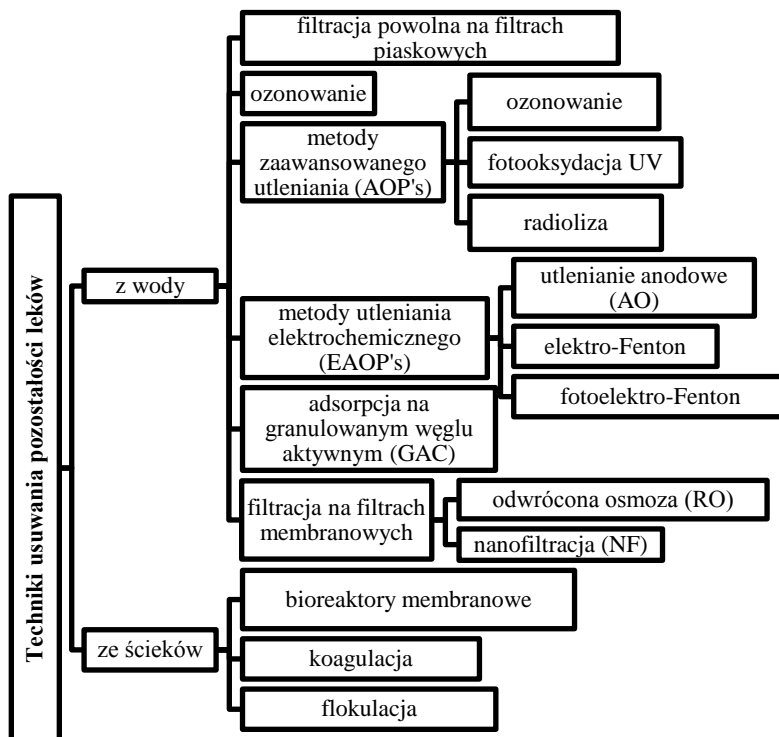 Techniki usuwania pozostałości leków
z wody
filtracja powolna na filtrach
piaskowych
ozonowanie
metody
zaawansowanego
utleniania (AOP's)
ozonowanie
fotooksydacja UV
radioliza
metody utleniania
elektrochemicznego
(EAOP's)
utlenianie anodowe
(AO)
elektro-Fenton
fotoelektro-Fenton
adsorpcja na
granulowanym węglu
aktywnym (GAC)
filtracja na filtrach
membranowych
odwrócona osmoza (RO)
nanofiltracja (NF)
ze ścieków
bioreaktory membranowe
koagulacja
flokulacja